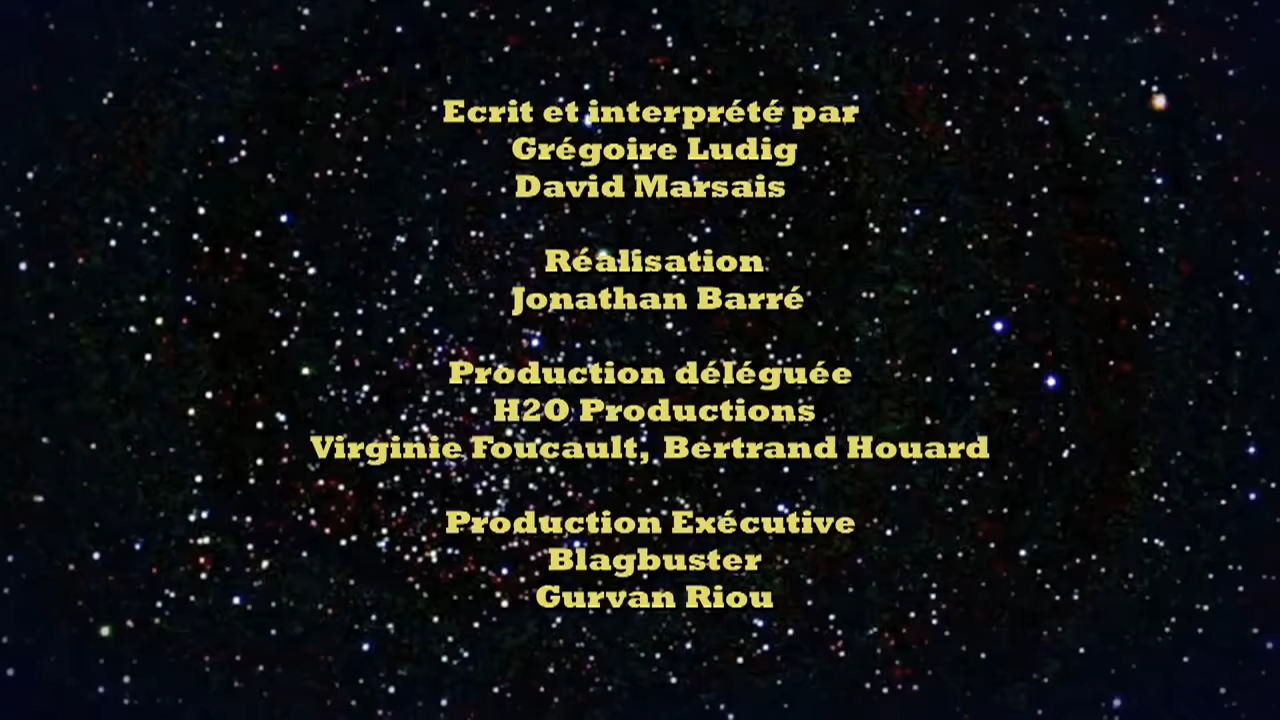 Ecrit et interprété par
Grégoire Ludig
David Marsais
Réalisation
Jonathan Barré
Production déléguée
H2O Productions
Virginie Foucault, Bertrand Houard
Production Exécutive
Blagbuster
Gurvan Riou